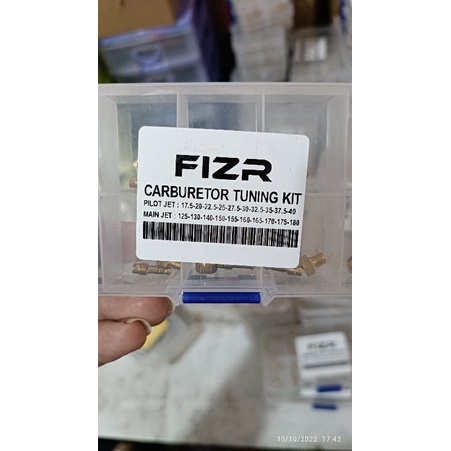 FIZR
CARBURETOR TUNING KIT
PILOT JET : 17.5-20-22.5-25-27.5-30-32.5-35-37.5-40
MAIN JET : 125-130-140-150-155-160-165-170-175-180
FIZR
15/10/2022 17:42